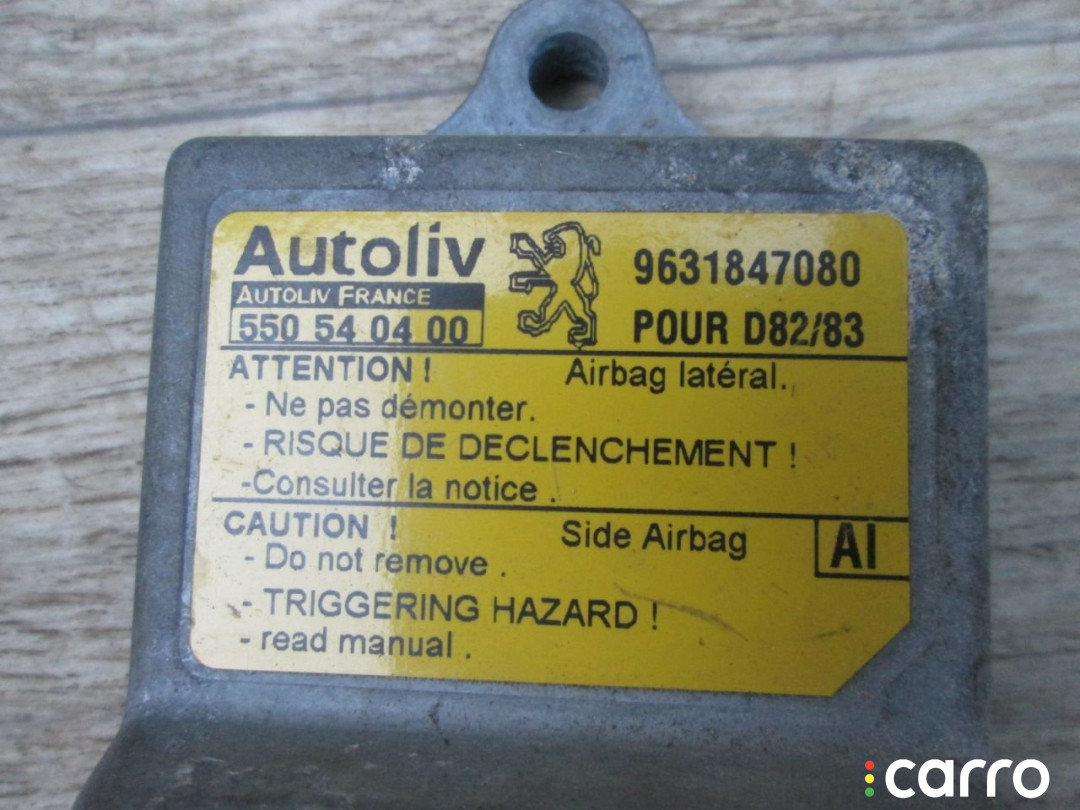 Autoliv
AUTOLIV FRANCE
550 54 04 00
9631847080
POUR D82/83
ATTENTION ! Airbag latéral.
- Ne pas démonter.
- RISQUE DE DECLENCHEMENT !
-Consulter la notice .
CAUTION ! Side Airbag AI
- Do not remove .
- TRIGGERING HAZARD !
- read manual .
carro